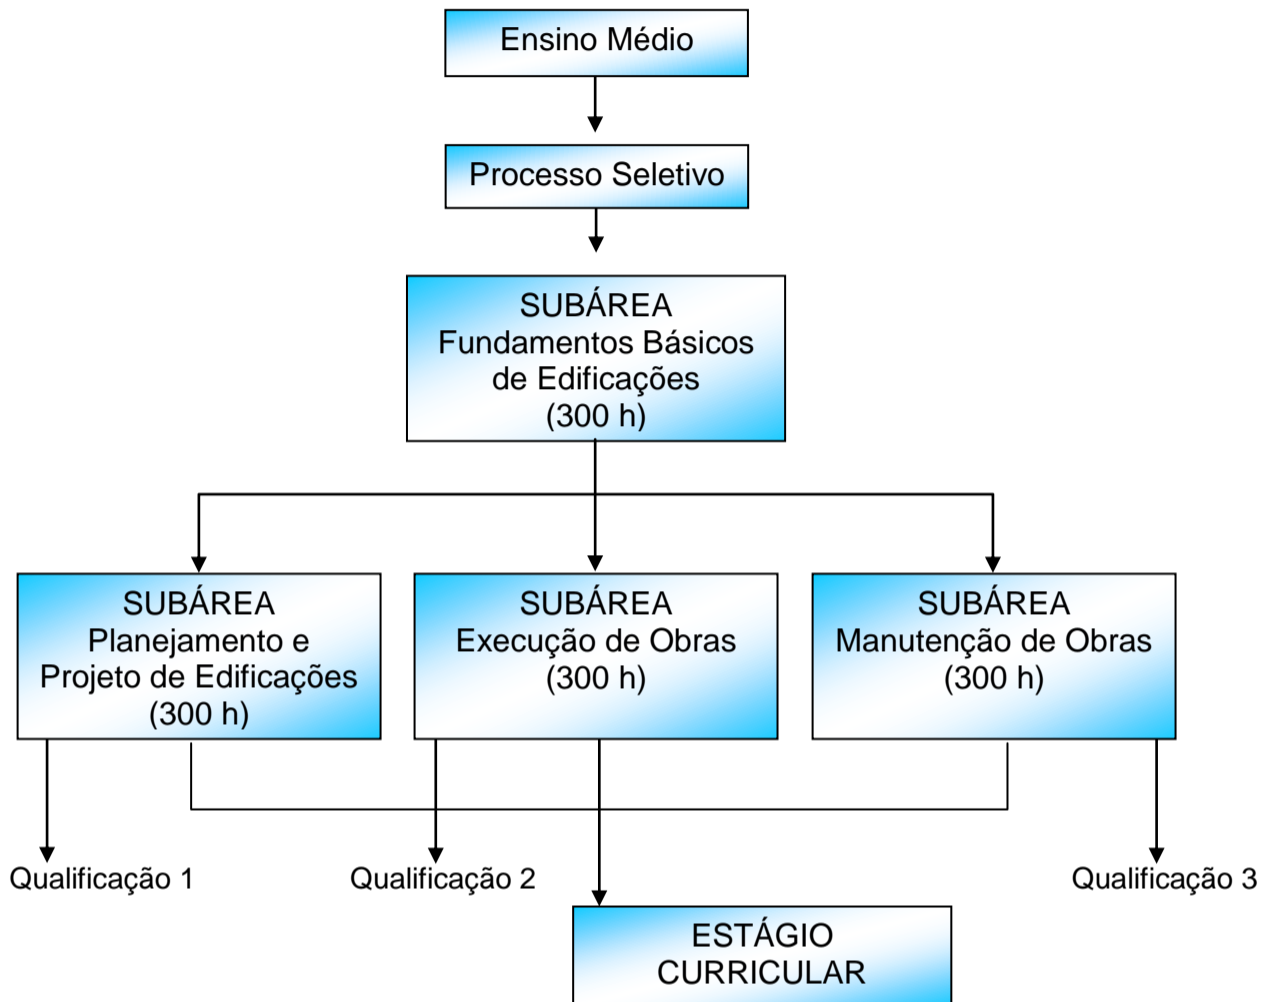 Ensino Médio
Processo Seletivo
SUBÁREA
Fundamentos Básicos
de Edificações
(300 h)
SUBÁREA
Planejamento e
Projeto de Edificações
(300 h)
SUBÁREA
Execução de Obras
(300 h)
SUBÁREA
Manutenção de Obras
(300 h)
Qualificação 1
Qualificação 2
Qualificação 3
ESTÁGIO
CURRICULAR